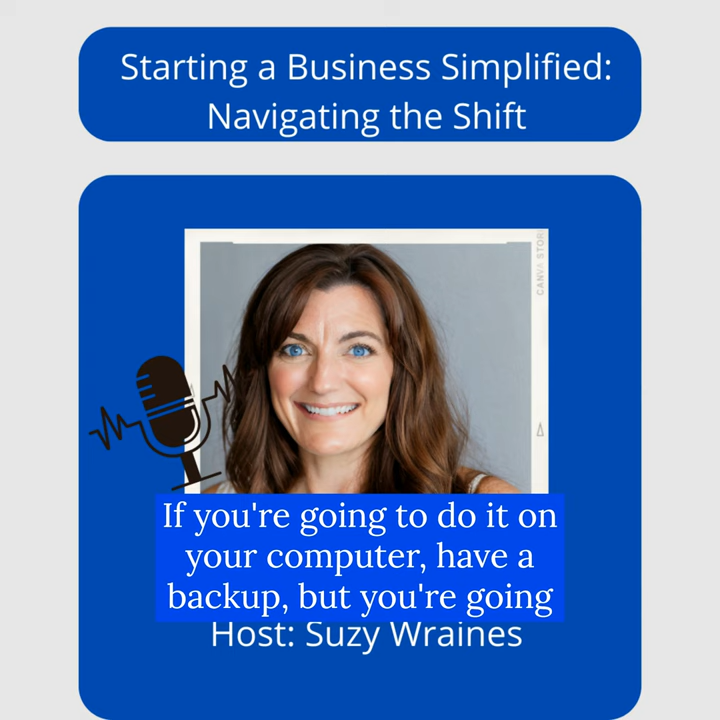 Starting a Business Simplified:
Navigating the Shift
CANVA STORI
If you're going to do it on
your computer, have a
backup, but you're going
Host: Suzy Wraines